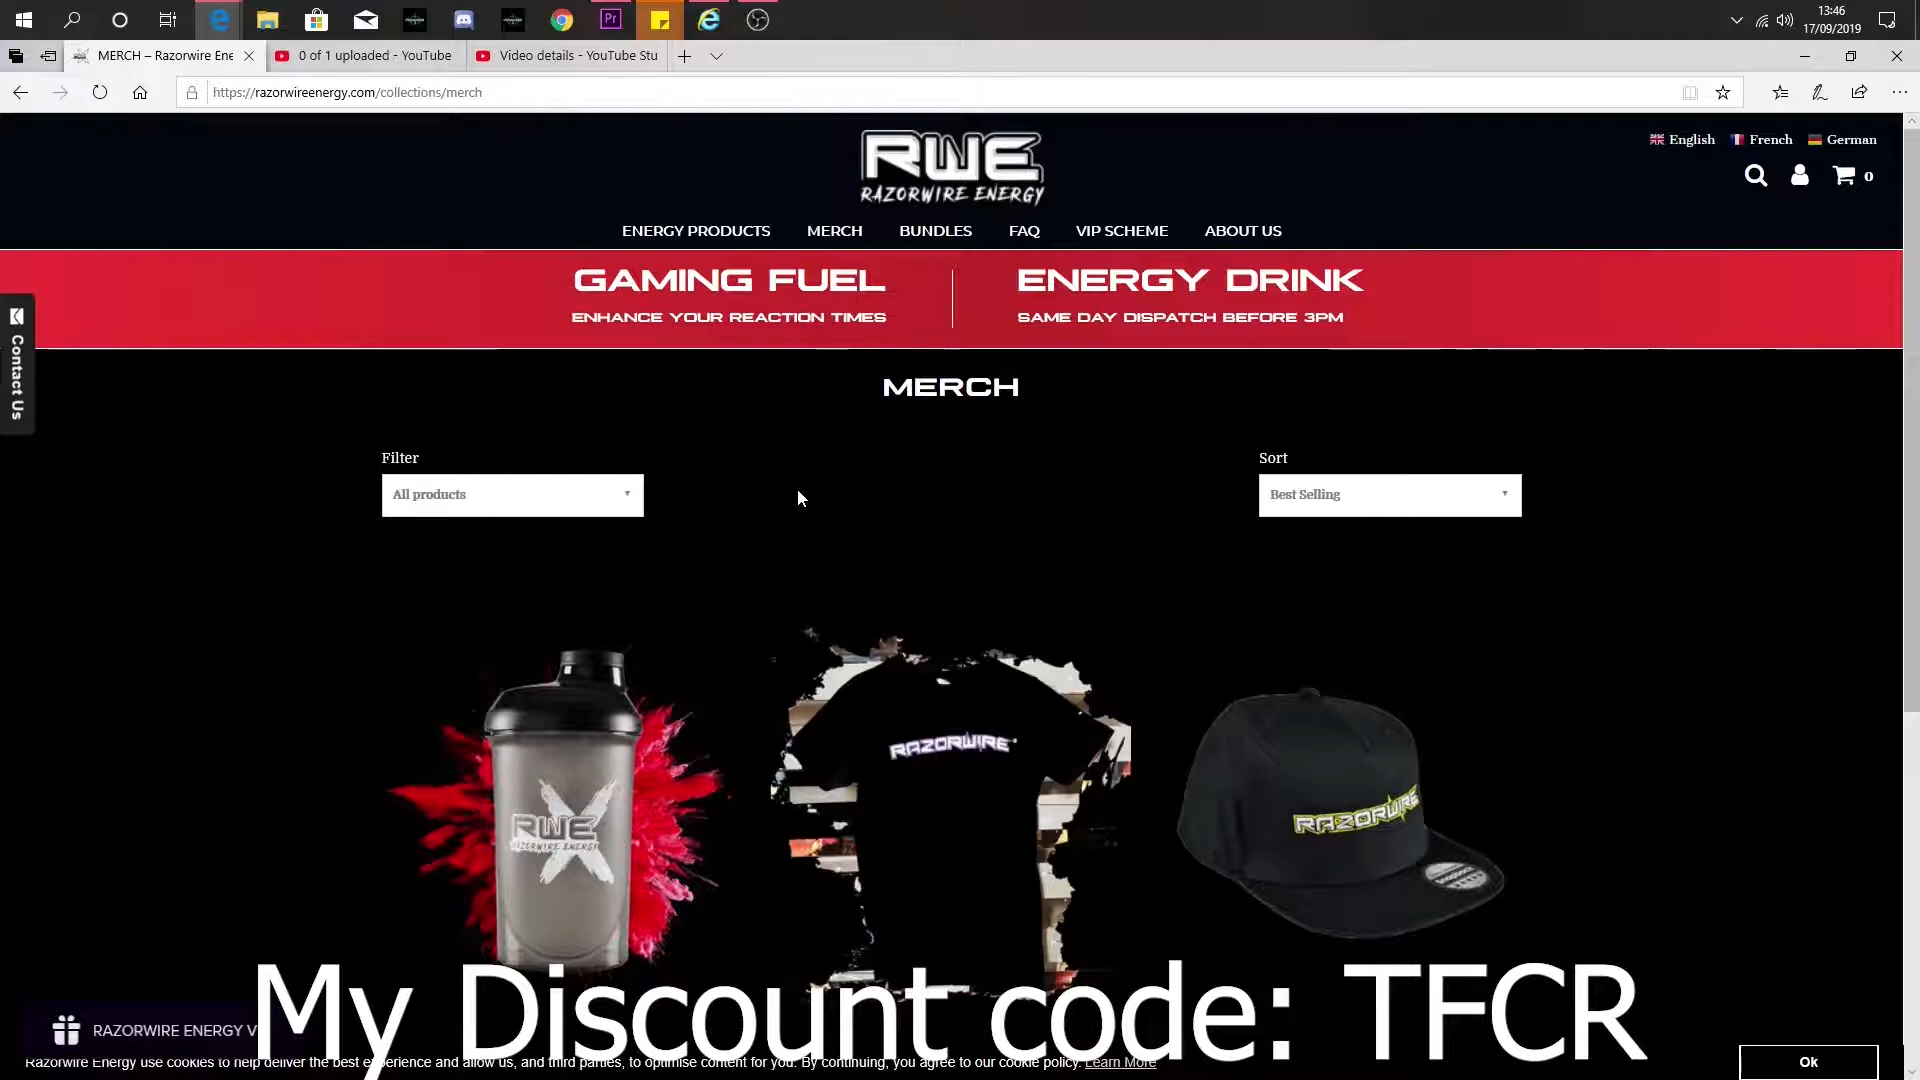 13:46
17/09/2019
MERCH – Razorwire Ene
0 of 1 uploaded - YouTube
Video details - YouTube Stu
https://razorwireenergy.com/collections/merch
RWE
RAZORWIRE ENERGY
English
French
German
0
ENERGY PRODUCTS
MERCH
BUNDLES
FAQ
VIP SCHEME
ABOUT US
GAMING FUEL
ENHANCE YOUR REACTION TIMES
ENERGY DRINK
SAME DAY DISPATCH BEFORE 3PM
Contact Us
MERCH
Filter
All products
Sort
Best Selling
RWE
RAZORWIRE ENERGY
RAZORWIRE
RAZORWIRE
Snapback
My Discount code: TFCR
RAZORWIRE ENERGY V
Razorwire Energy use cookies to help deliver the best experience and allow us, and third parties, to optimise content for you. By continuing, you agree to our cookie policy. Learn More
Ok